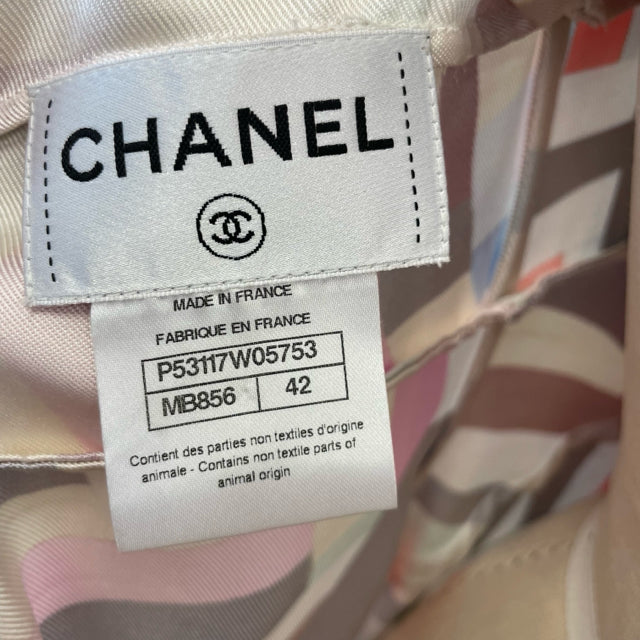 CHANEL
MADE IN FRANCE
FABRIQUE EN FRANCE
P53117W05753
MB856 42
Contient des parties non textiles d'origine
animale - Contains non textile parts of
animal origin